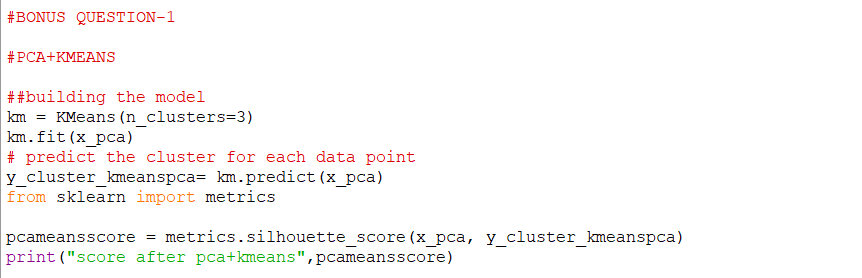 #BONUS QUESTION-1
#PCA+KMEANS
##building the model
km = KMeans(n_clusters=3)
km.fit(x_pca)
# predict the cluster for each data point
y_cluster_kmeanspca= km.predict(x_pca)
from sklearn import metrics
pcameansscore = metrics.silhouette_score(x_pca, y_cluster_kmeanspca)
print("score after pca+kmeans",pcameansscore)